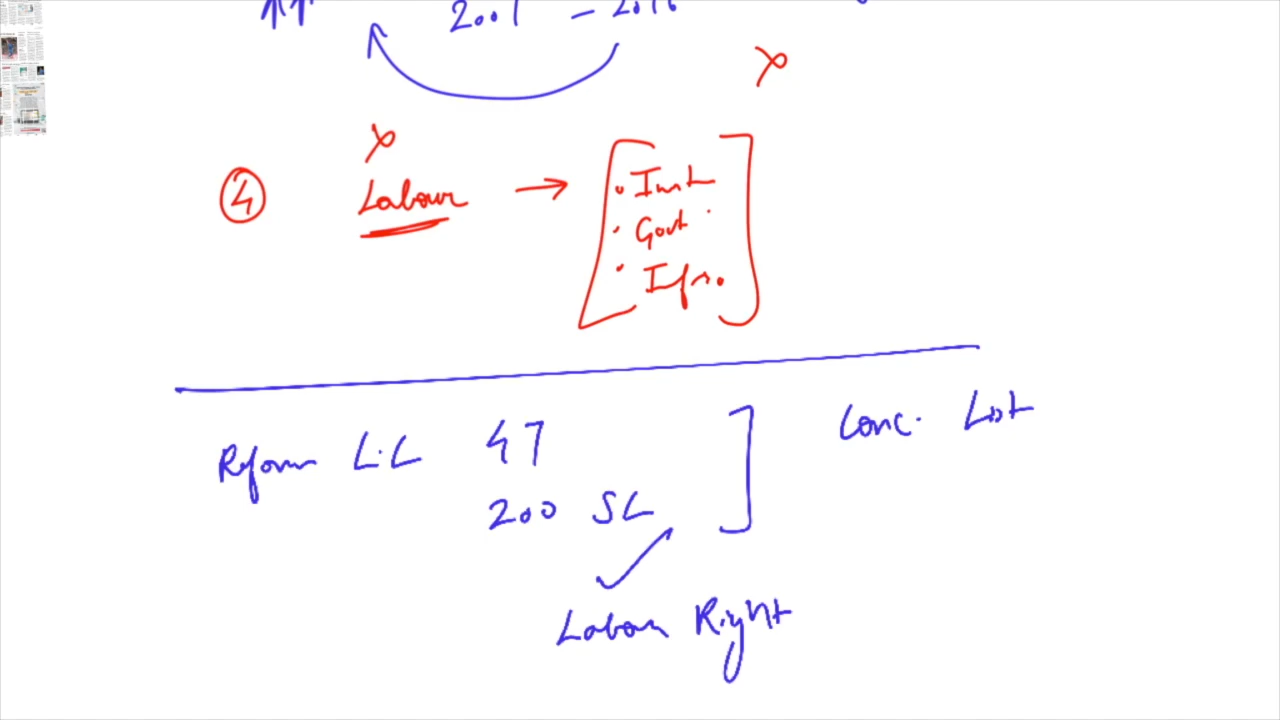 2001 - 2016
④ Labour → • Inst
• Govt
• Infra.
Reform L.L 47
200 SL
Conc. List
Labour Right